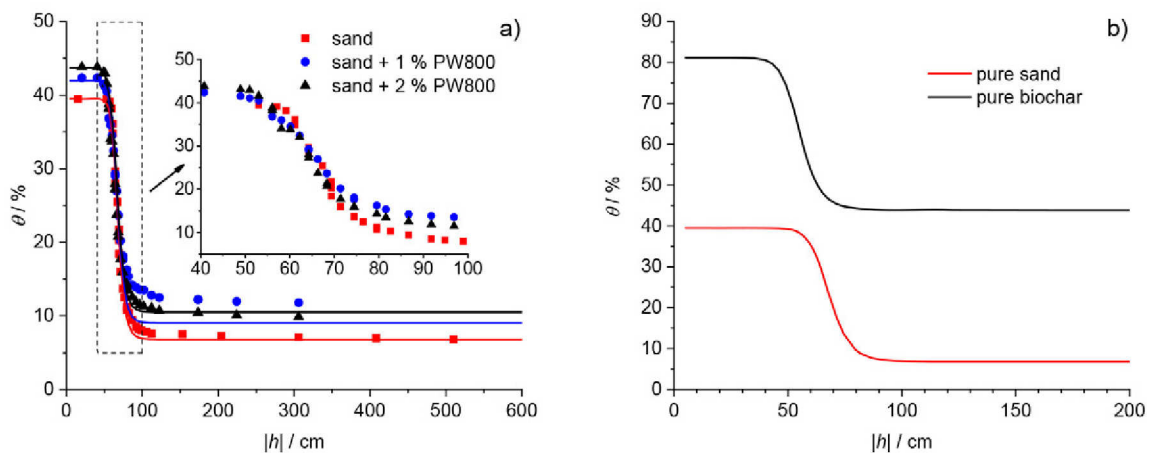 a)
sand
sand + 1 % PW800
sand + 2 % PW800
θ / %
50
40
30
20
10
0
0 100 200 300 400 500 600
|h| / cm
50
40
30
20
10
40 50 60 70 80 90 100
b)
pure sand
pure biochar
θ / %
90
80
70
60
50
40
30
20
10
0
0 50 100 150 200
|h| / cm